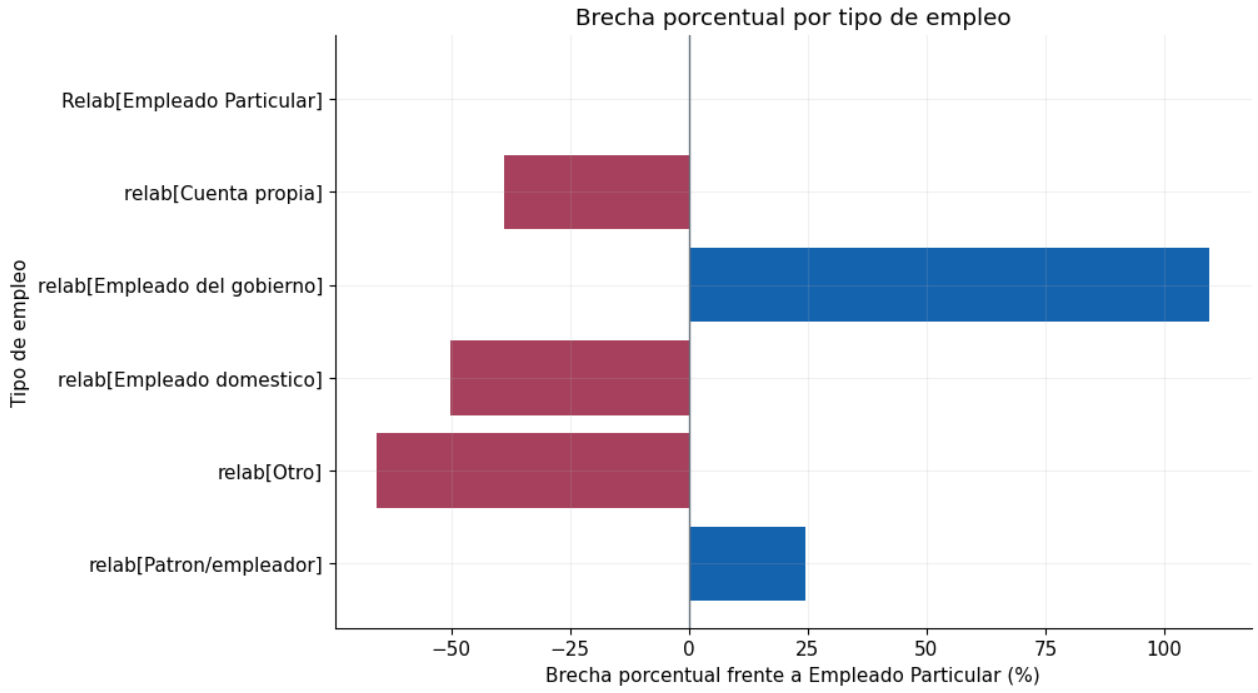 Brecha porcentual por tipo de empleo
Tipo de empleo
Relab[Empleado Particular]
relab[Cuenta propia]
relab[Empleado del gobierno]
relab[Empleado domestico]
relab[Otro]
relab[Patron/empleador]
−50 −25 0 25 50 75 100
Brecha porcentual frente a Empleado Particular (%)